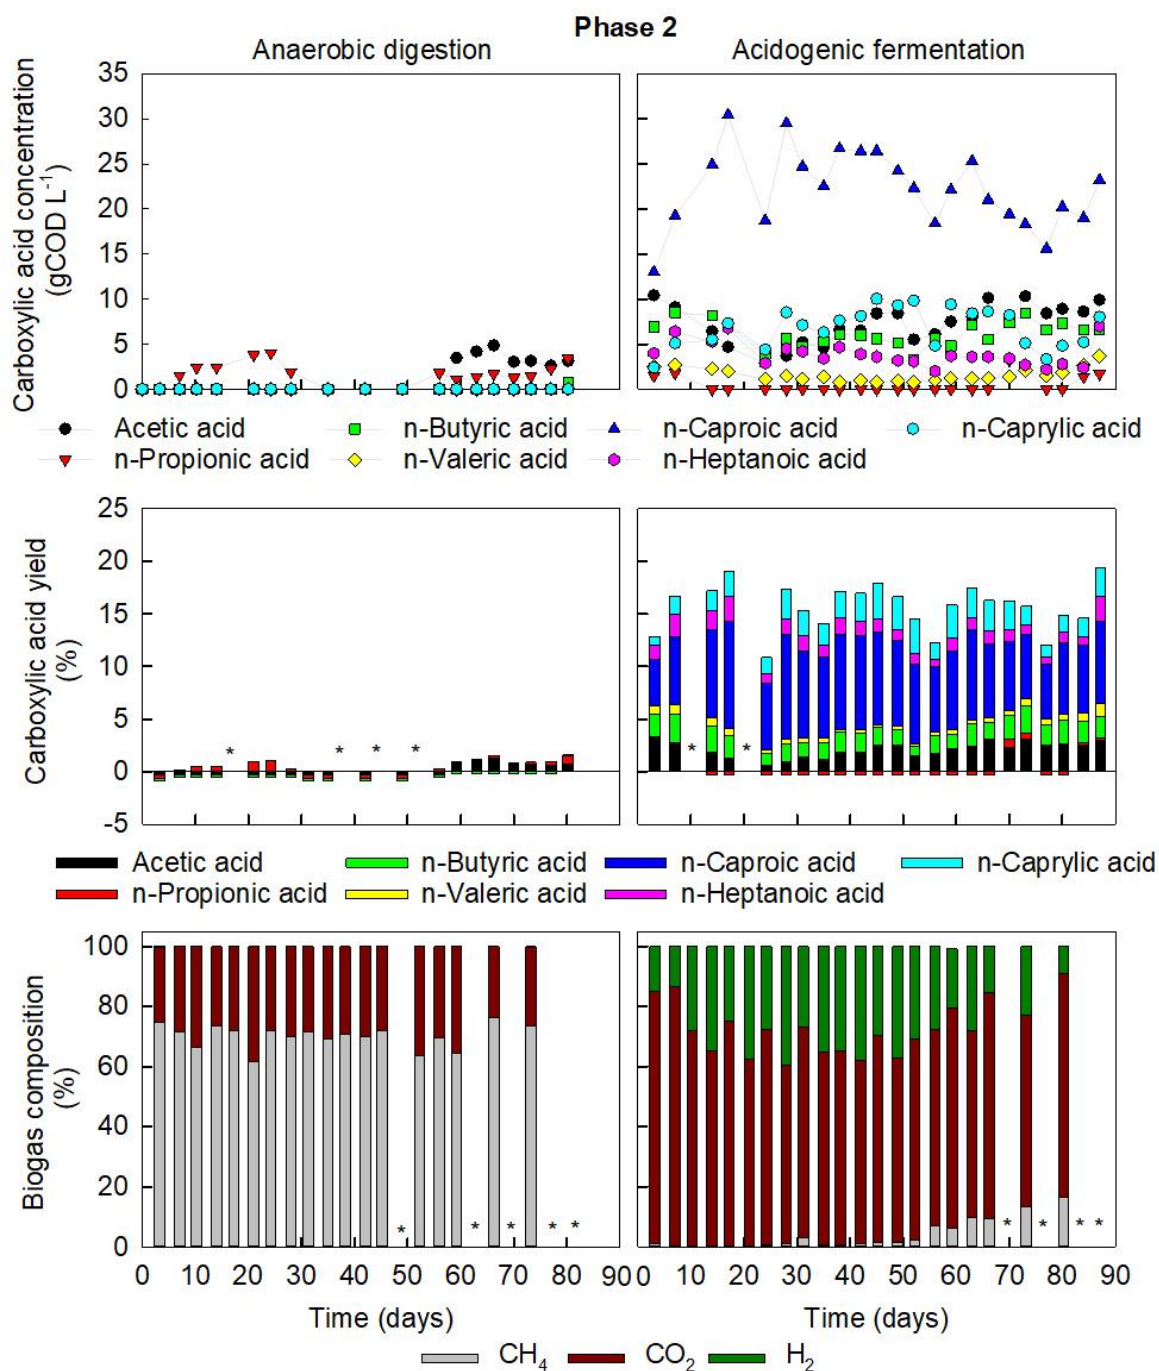 Phase 2
Anaerobic digestion Acidogenic fermentation
Carboxylic acid concentration
(gCOD L⁻¹)
35
30
25
20
15
10
5
0
Acetic acid n-Butyric acid n-Caproic acid n-Caprylic acid
n-Propionic acid n-Valeric acid n-Heptanoic acid
Carboxylic acid yield
(%)
25
20
15
10
5
0
-5
* * * * * *
Acetic acid n-Butyric acid n-Caproic acid n-Caprylic acid
n-Propionic acid n-Valeric acid n-Heptanoic acid
Biogas composition
(%)
100
80
60
40
20
0
* * * * * * * * *
0 10 20 30 40 50 60 70 80 90 0 10 20 30 40 50 60 70 80 90
Time (days) Time (days)
CH₄ CO₂ H₂